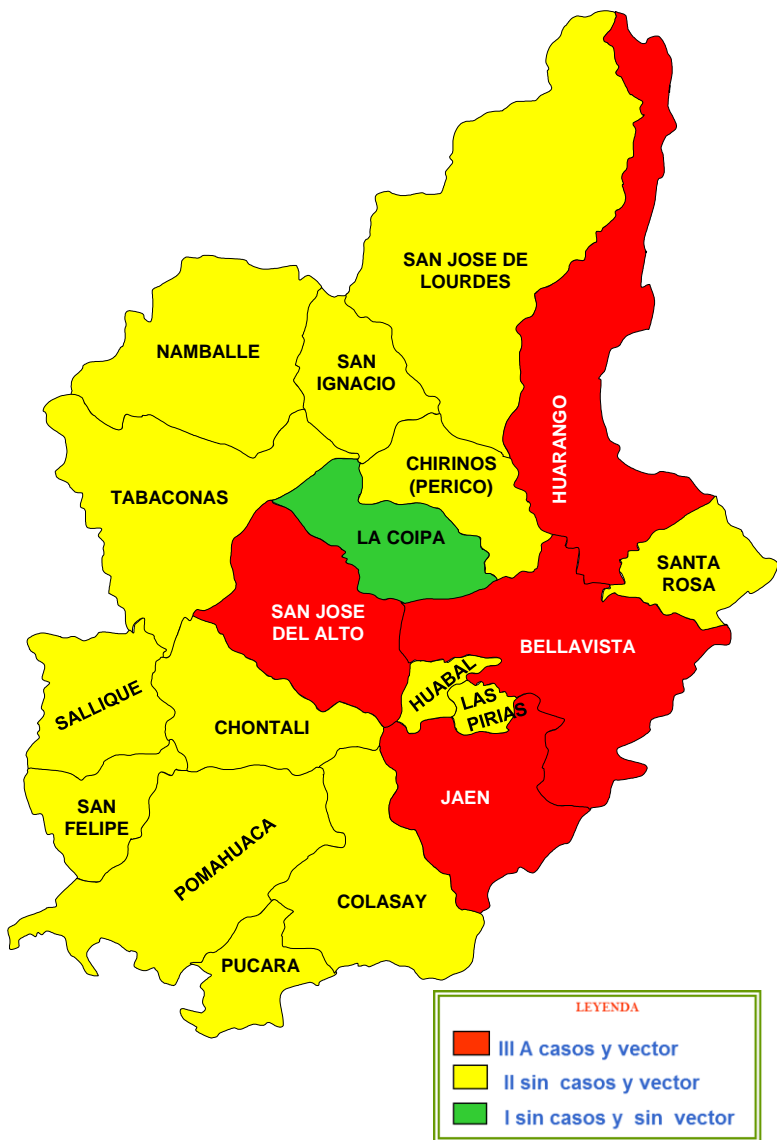 SAN JOSE DE
LOURDES
NAMBALLE
SAN
IGNACIO
HUARANGO
CHIRINOS
(PERICO)
TABACONAS
LA COIPA
SANTA
ROSA
SAN JOSE
DEL ALTO
BELLAVISTA
HUABAL
SALLIQUE
LAS
PIRIAS
CHONTALI
JAEN
SAN
FELIPE
POMAHUACA
COLASAY
PUCARA
LEYENDA
III A casos y vector
II sin casos y vector
I sin casos y sin vector